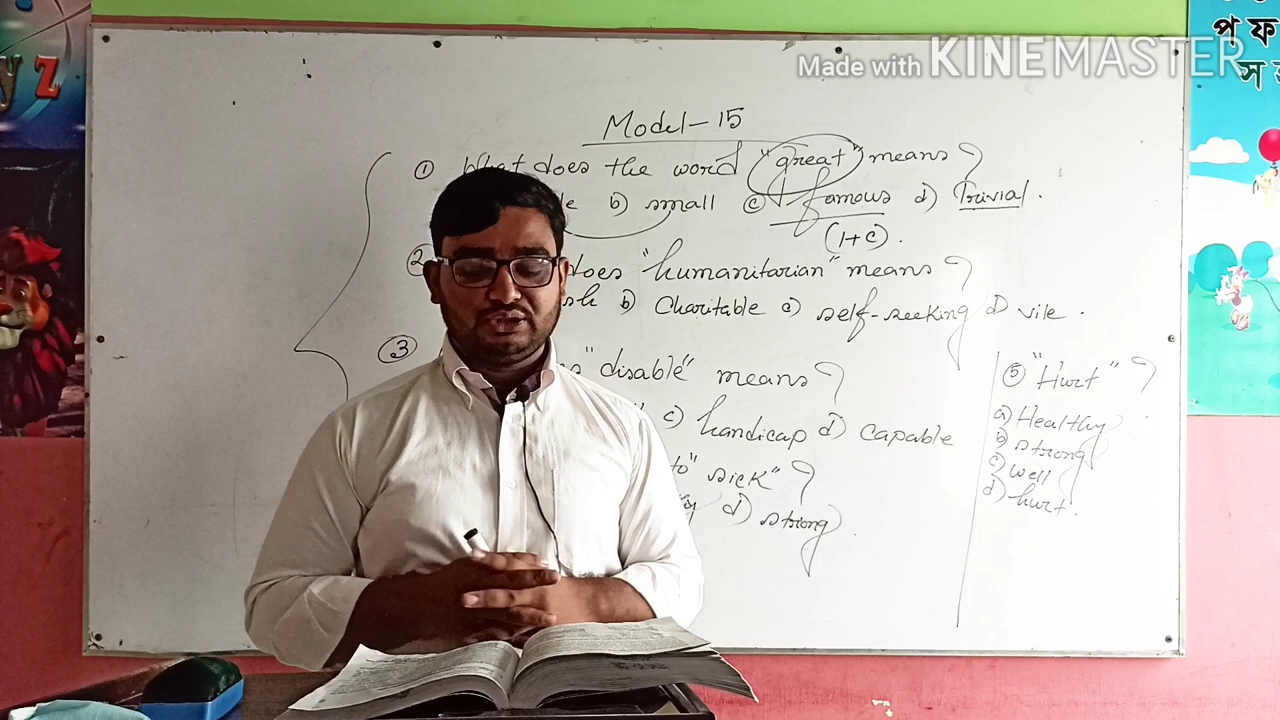 Made with KINEMASTER
প ফ
স
y Z
Model-15
① What does the word "great" means?
b) small c) famous d) Trivial.
(1+c).
② does "humanitarian" means?
b) Charitable c) self-seeking d) vile.
③ "disable" means?
c) handicap d) capable
"sick"?
d) strong
⑤ "Hurt"?
a) Healthy
b) strong
c) well
d) hurt.